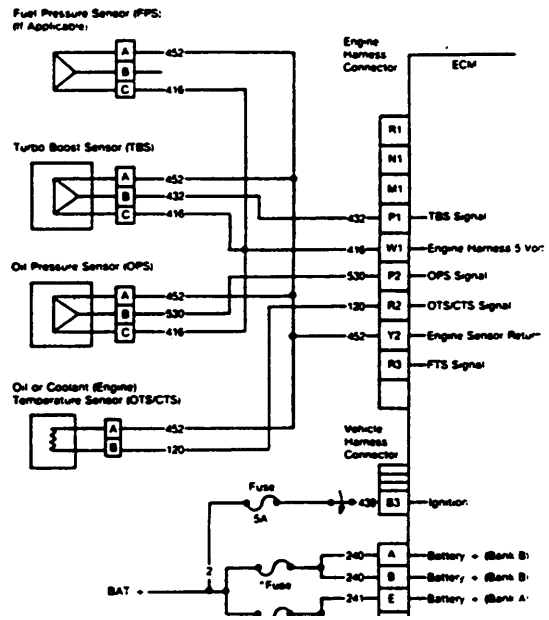 Fuel Pressure Sensor (FPS)
(If Applicable)
A 452
B
C 416
Engine
Harness
Connector
ECM
R1
N1
M1
Turbo Boost Sensor (TBS)
A 452
B 432
C 416
432 P1 TBS Signal
416 W1 Engine Harness 5 Volt
530 P2 OPS Signal
120 R2 OTS/CTS Signal
452 Y2 Engine Sensor Return
R3 FTS Signal
Oil Pressure Sensor (OPS)
A 452
B 530
C 416
Oil or Coolant (Engine)
Temperature Sensor (OTS/CTS)
A 452
B 120
Vehicle
Harness
Connector
Fuse
5A
439 B3 Ignition
2
BAT +
*Fuse
240 A Battery + (Bank B)
240 B Battery + (Bank B)
241 E Battery + (Bank A)